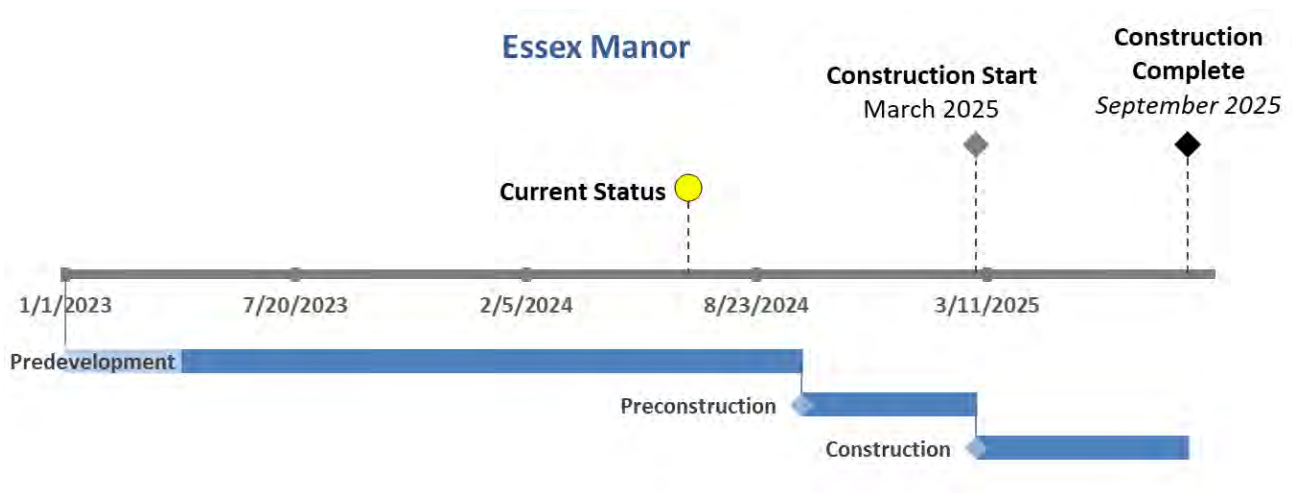 Essex Manor
Construction
Complete
September 2025
Construction Start
March 2025
Current Status
1/1/2023
7/20/2023
2/5/2024
8/23/2024
3/11/2025
Predevelopment
Preconstruction
Construction